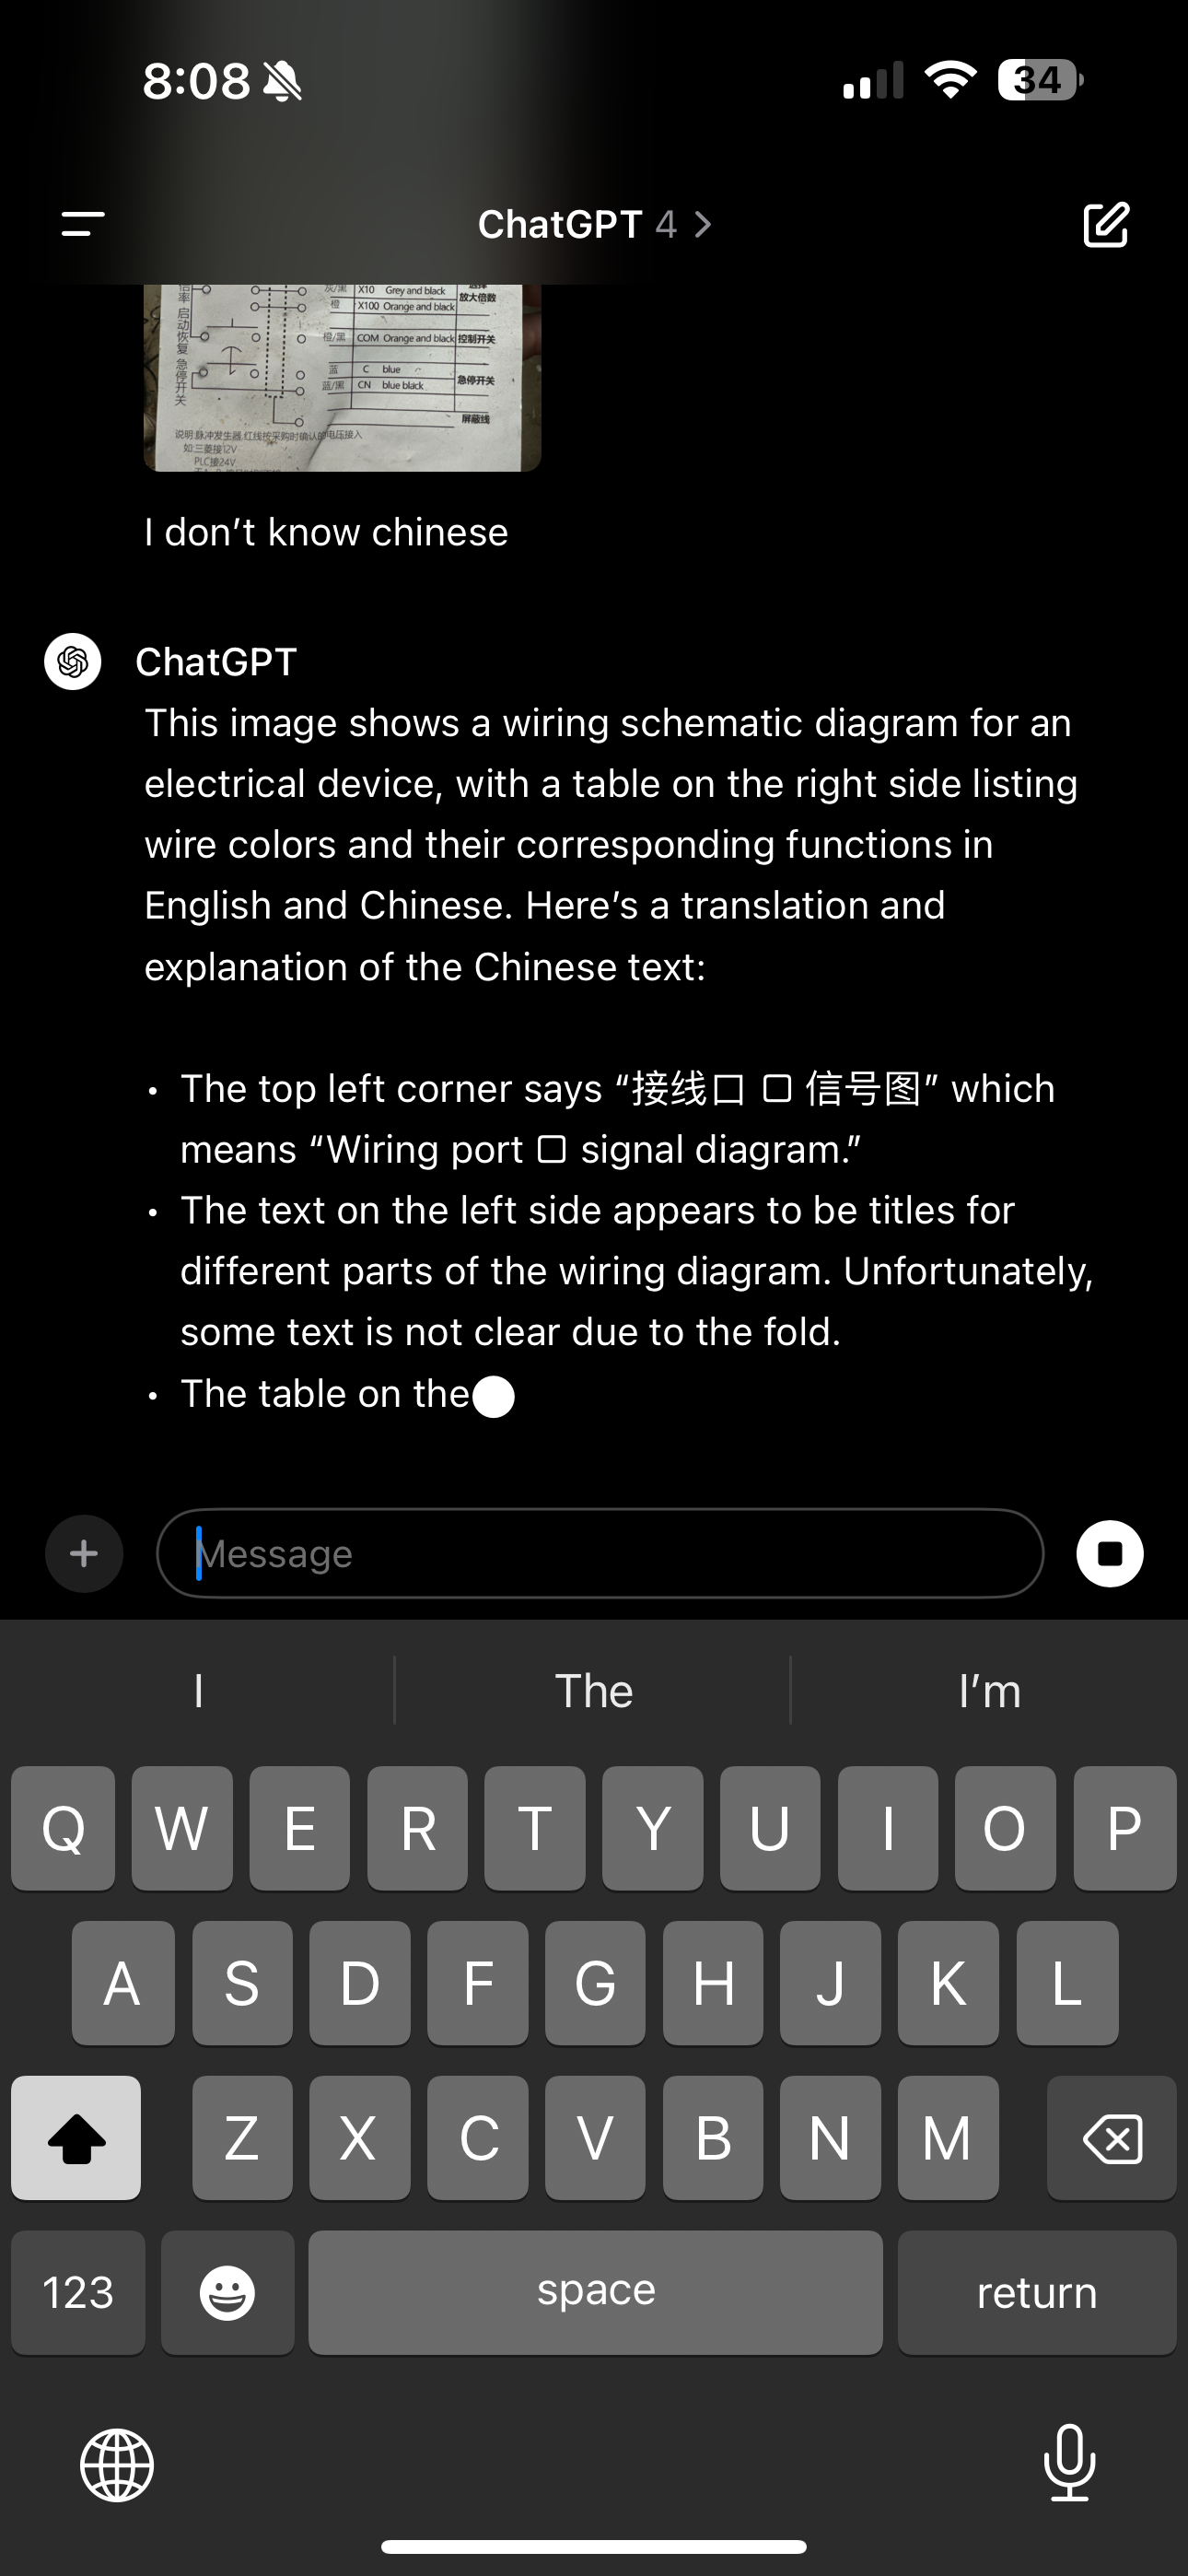 8:08
34
ChatGPT 4
灰/黑 X10 Grey and black 选择
倍率 放大倍数
橙 X100 Orange and black
启动恢复
橙/黑 COM Orange and black 控制开关
急停开关
蓝 C blue
急停开关
蓝/黑 CN blue black
屏蔽线
说明:脉冲发生器,红线按采购时确认的电压接入
如:三菱接12V
PLC接24V
I don’t know chinese
ChatGPT
This image shows a wiring schematic diagram for an
electrical device, with a table on the right side listing
wire colors and their corresponding functions in
English and Chinese. Here’s a translation and
explanation of the Chinese text:
• The top left corner says “接线口 口 信号图” which
means “Wiring port 口 signal diagram.”
• The text on the left side appears to be titles for
different parts of the wiring diagram. Unfortunately,
some text is not clear due to the fold.
• The table on the
Message
I The I’m
Q W E R T Y U I O P
A S D F G H J K L
Z X C V B N M
123 space return